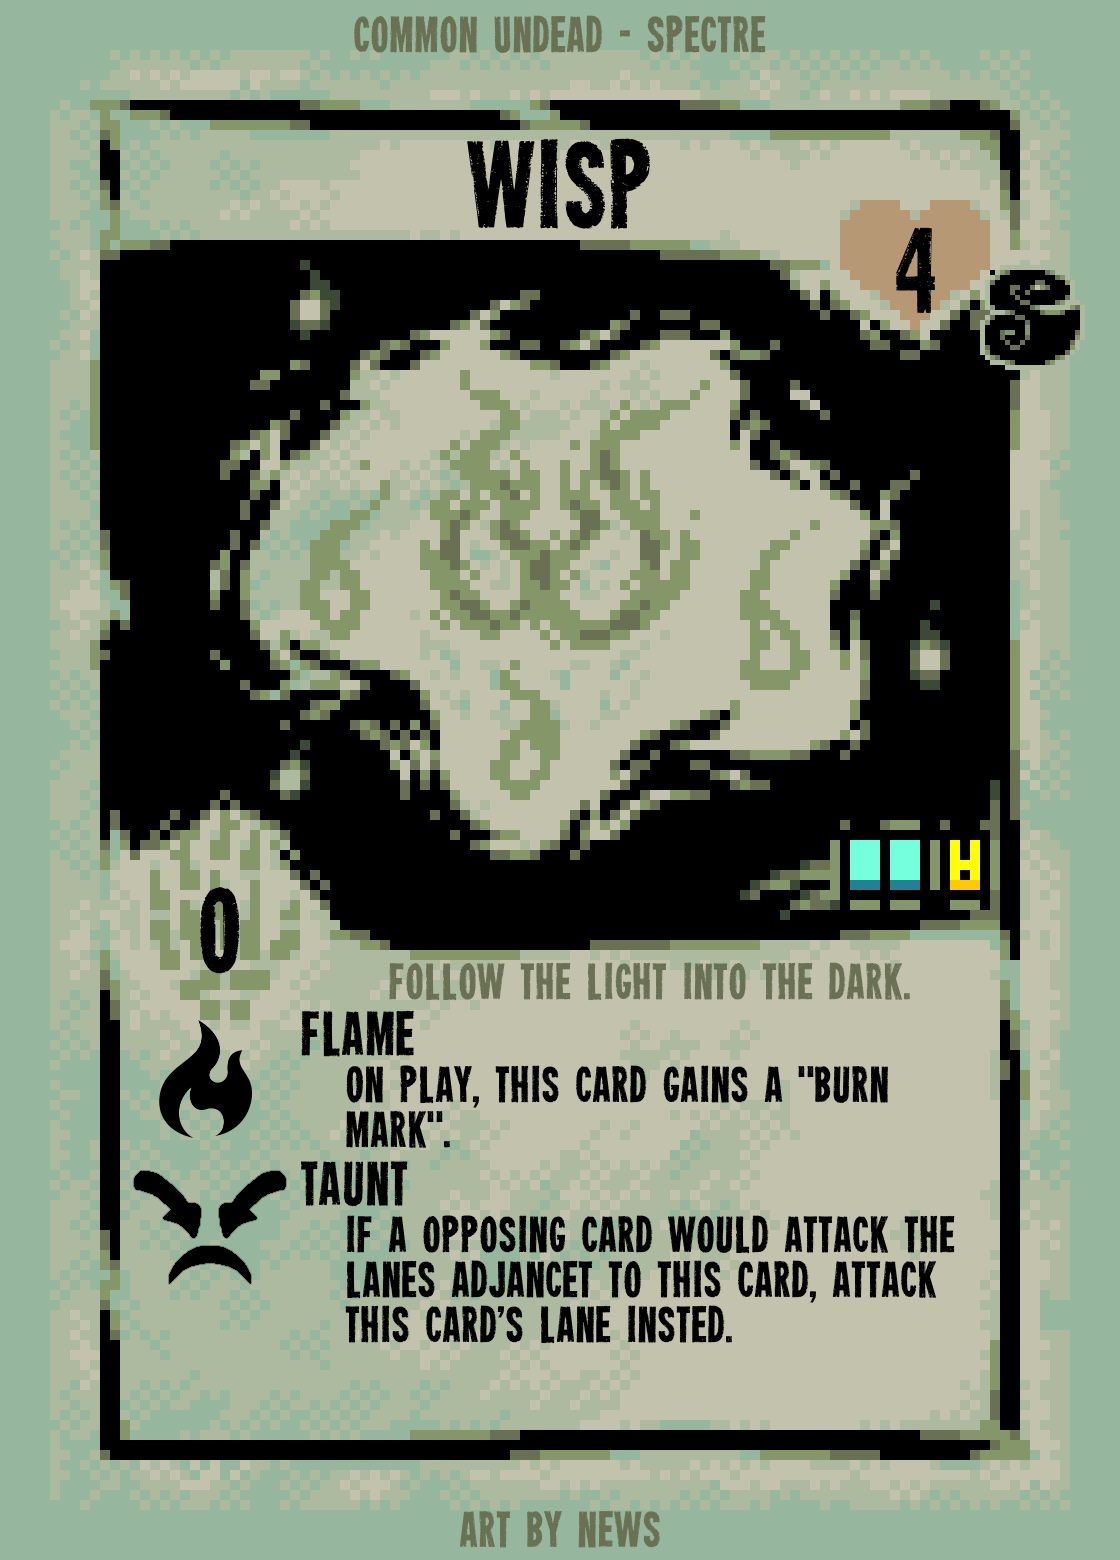 COMMON UNDEAD - SPECTRE
WISP
4
0
FOLLOW THE LIGHT INTO THE DARK.
FLAME
ON PLAY, THIS CARD GAINS A "BURN
MARK".
TAUNT
IF A OPPOSING CARD WOULD ATTACK THE
LANES ADJANCET TO THIS CARD, ATTACK
THIS CARD'S LANE INSTED.
ART BY NEWS